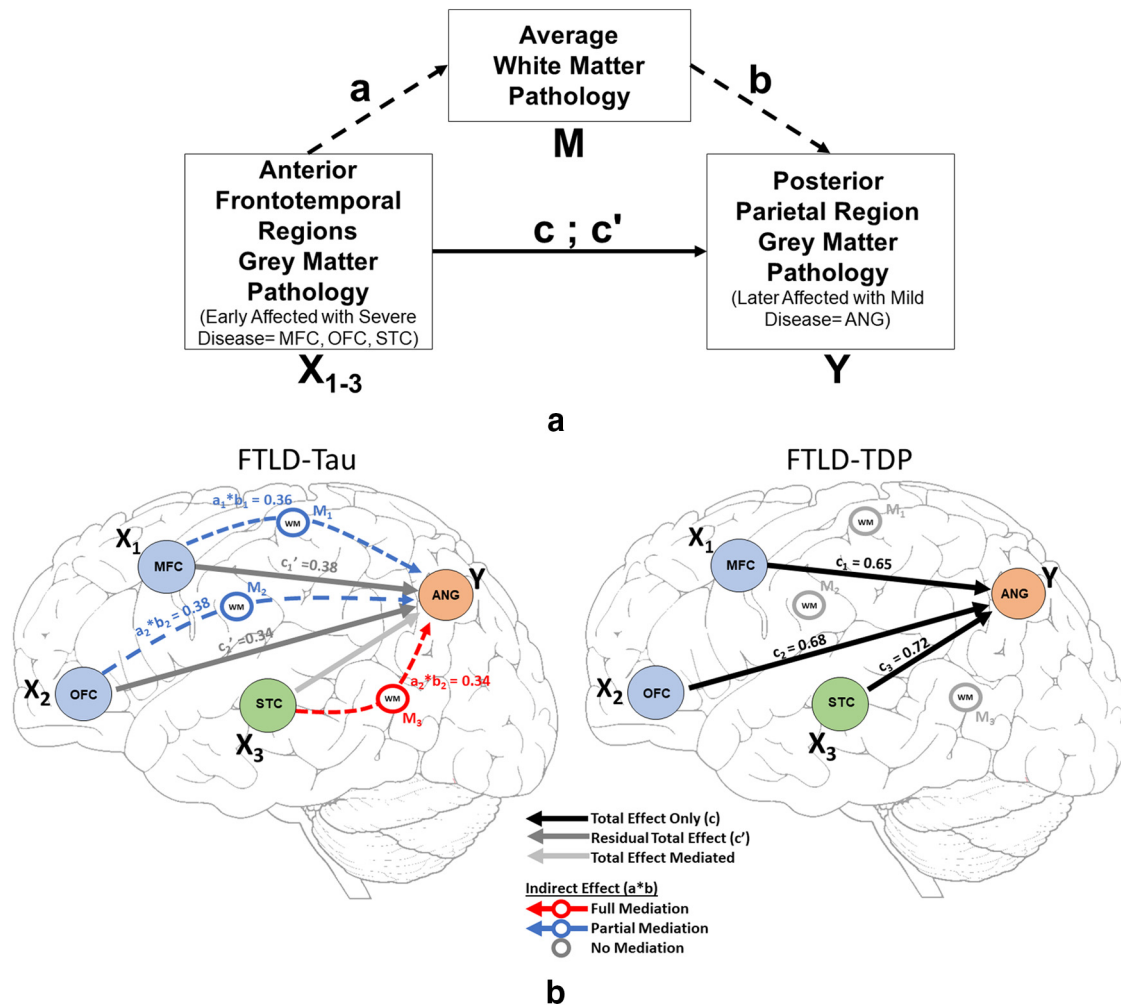 Average
White Matter
Pathology
M
a
b
Anterior
Frontotemporal
Regions
Grey Matter
Pathology
(Early Affected with Severe
Disease= MFC, OFC, STC)
X1-3
c ; c'
Posterior
Parietal Region
Grey Matter
Pathology
(Later Affected with Mild
Disease= ANG)
Y
a
FTLD-Tau
a1*b1 = 0.36
WM
M1
X1
MFC
c1' =0.38
Y
ANG
M2
WM
a2*b2 = 0.38
c2' =0.34
X2
OFC
STC
X3
a2*b2 = 0.34
WM
M3
FTLD-TDP
WM
M1
X1
MFC
c1 = 0.65
Y
ANG
M2
WM
c2 = 0.68
c3 = 0.72
X2
OFC
STC
X3
WM
M3
Total Effect Only (c)
Residual Total Effect (c')
Total Effect Mediated
Indirect Effect (a*b)
Full Mediation
Partial Mediation
No Mediation
b